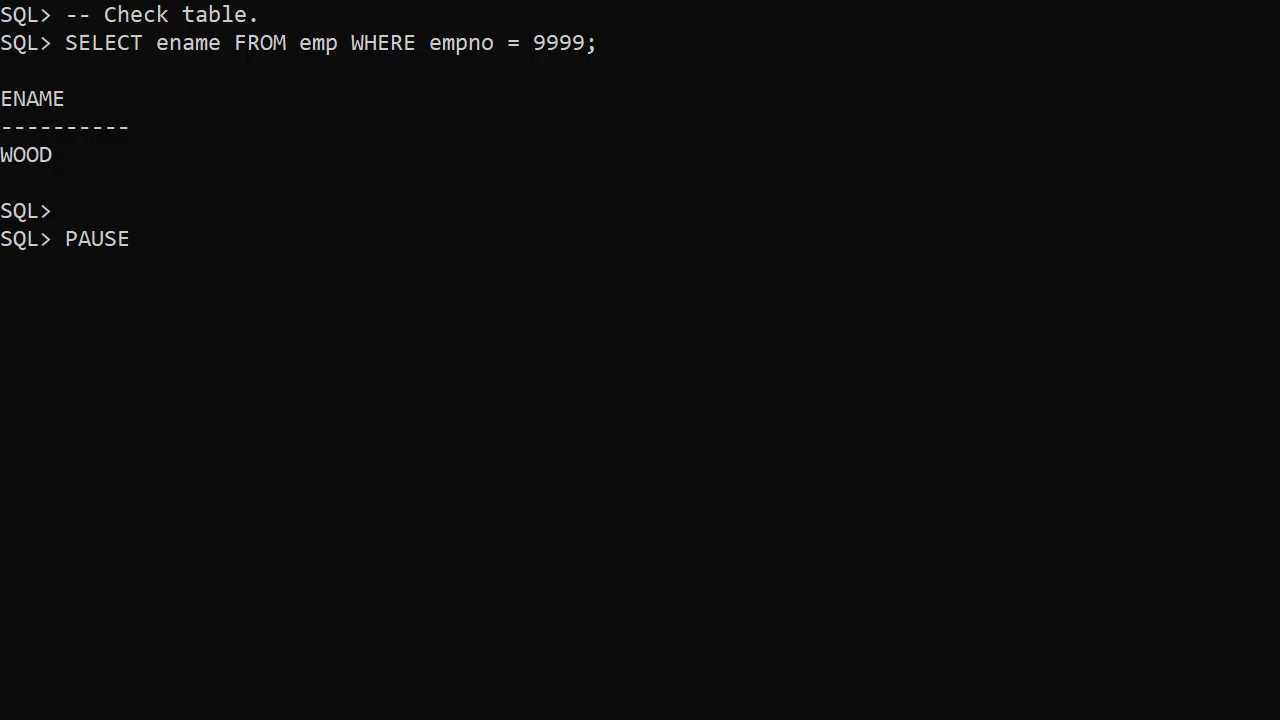 SQL> -- Check table.
SQL> SELECT ename FROM emp WHERE empno = 9999;
ENAME
----------
WOOD
SQL>
SQL> PAUSE